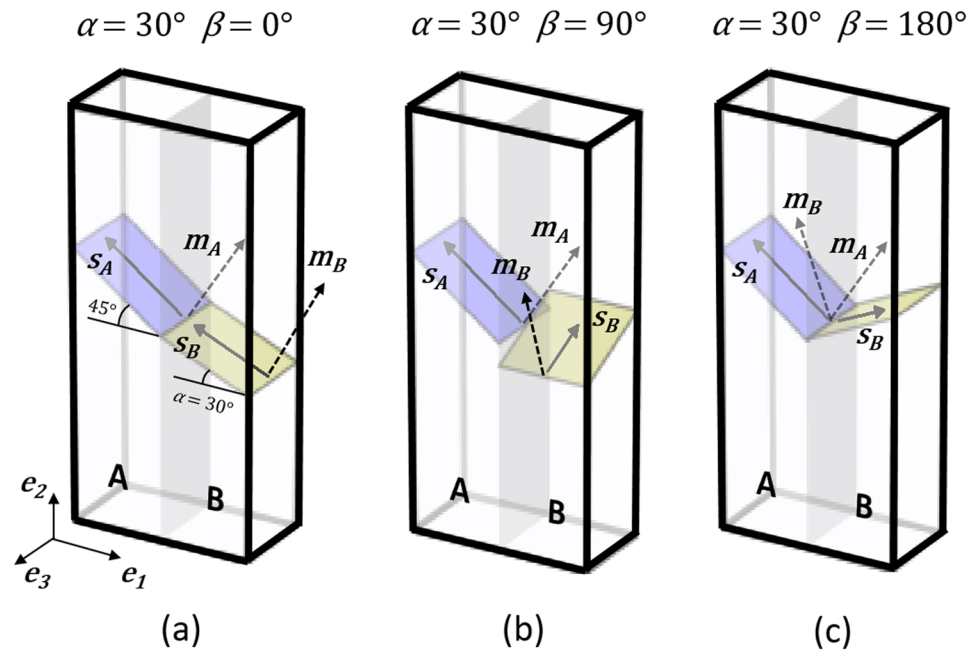 α = 30° β = 0°
α = 30° β = 90°
α = 30° β = 180°
m_A
m_B
s_A
45°
s_B
α = 30°
A
B
e_2
e_3
e_1
(a)
m_A
m_B
s_A
s_B
A
B
(b)
m_B
m_A
s_A
s_B
A
B
(c)